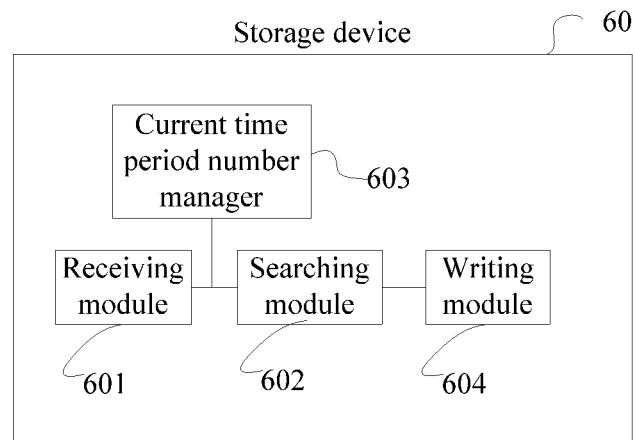 60
Storage device
Current time
period number
manager
603
Receiving
module
Searching
module
Writing
module
601
602
604